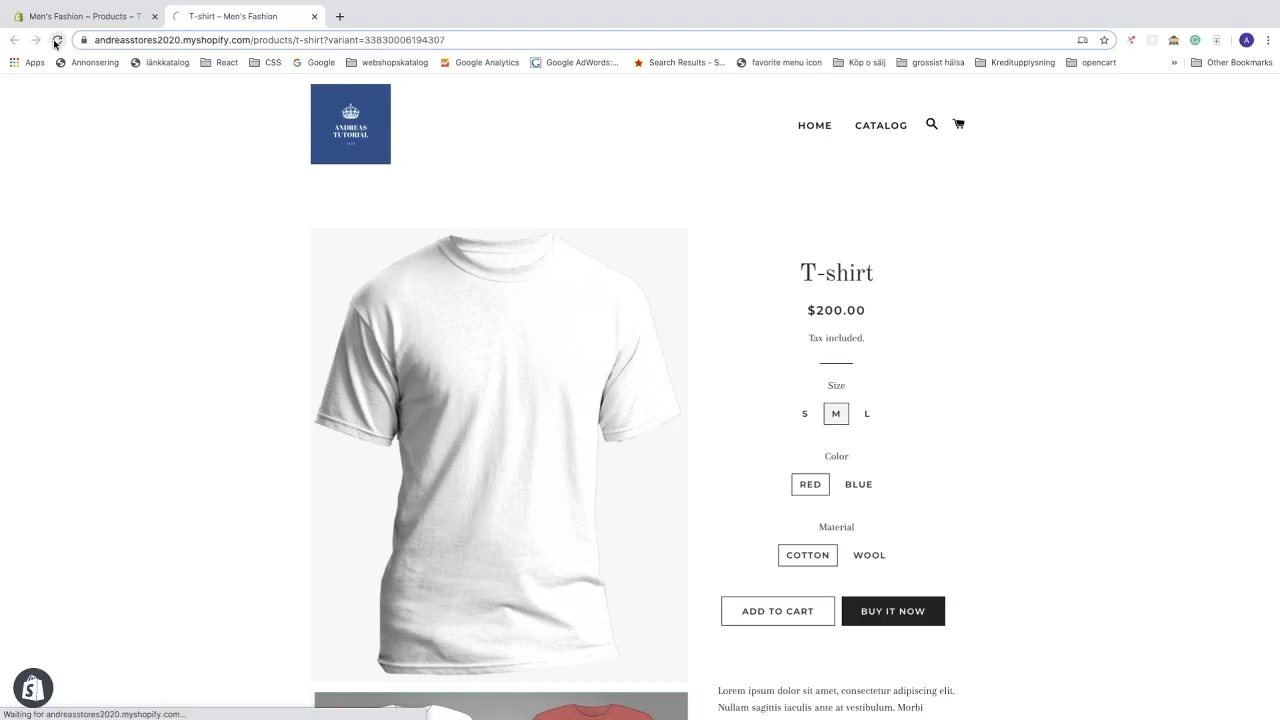 Men's Fashion ~ Products ~ T
T-shirt – Men's Fashion
andreasstores2020.myshopify.com/products/t-shirt?variant=33830006194307
A
Apps
Annonsering
länkkatalog
React
CSS
Google
webshopskatalog
Google Analytics
Google AdWords:...
Search Results - S...
favorite menu icon
Köp o sälj
grossist hälsa
Kreditupplysning
opencart
»
Other Bookmarks
ANDREAS
TUTORIAL
HOME
CATALOG
T-shirt
$200.00
Tax included.
Size
S
M
L
Color
RED
BLUE
Material
COTTON
WOOL
ADD TO CART
BUY IT NOW
Lorem ipsum dolor sit amet, consectetur adipiscing elit.
Nullam sagittis iaculis ante at vestibulum. Morbi
Waiting for andreasstores2020.myshopify.com...